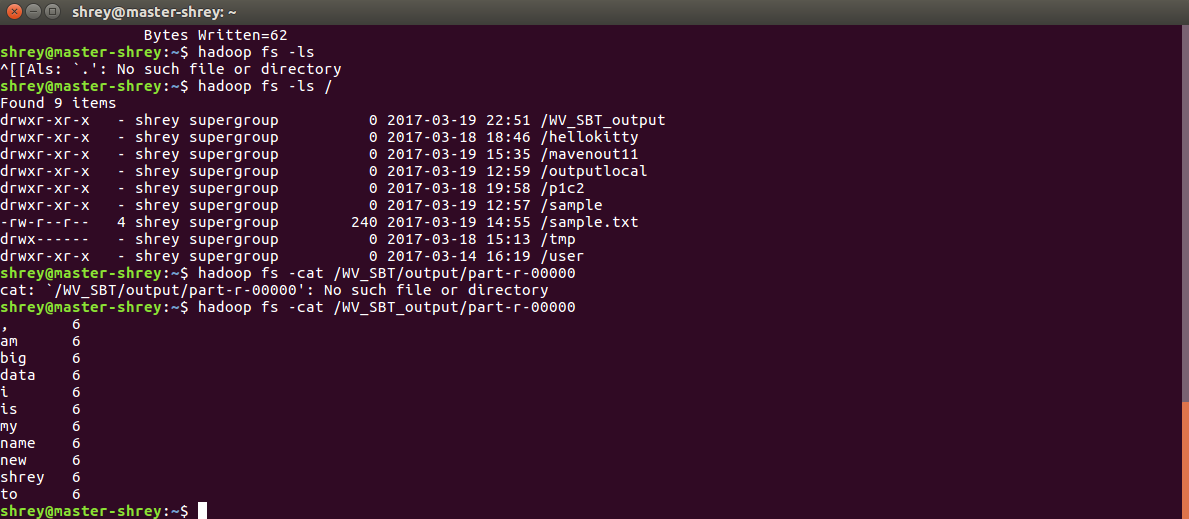 shrey@master-shrey: ~
                Bytes Written=62
shrey@master-shrey:~$ hadoop fs -ls
^[[Als: `.': No such file or directory
shrey@master-shrey:~$ hadoop fs -ls /
Found 9 items
drwxr-xr-x   - shrey supergroup          0 2017-03-19 22:51 /WV_SBT_output
drwxr-xr-x   - shrey supergroup          0 2017-03-18 18:46 /hellokitty
drwxr-xr-x   - shrey supergroup          0 2017-03-19 15:35 /mavenout11
drwxr-xr-x   - shrey supergroup          0 2017-03-19 12:59 /outputlocal
drwxr-xr-x   - shrey supergroup          0 2017-03-18 19:58 /p1c2
drwxr-xr-x   - shrey supergroup          0 2017-03-19 12:57 /sample
-rw-r--r--   4 shrey supergroup        240 2017-03-19 14:55 /sample.txt
drwx------   - shrey supergroup          0 2017-03-18 15:13 /tmp
drwxr-xr-x   - shrey supergroup          0 2017-03-14 16:19 /user
shrey@master-shrey:~$ hadoop fs -cat /WV_SBT/output/part-r-00000
cat: `/WV_SBT/output/part-r-00000': No such file or directory
shrey@master-shrey:~$ hadoop fs -cat /WV_SBT_output/part-r-00000
,       6
am      6
big     6
data    6
i       6
is      6
my      6
name    6
new     6
shrey   6
to      6
shrey@master-shrey:~$